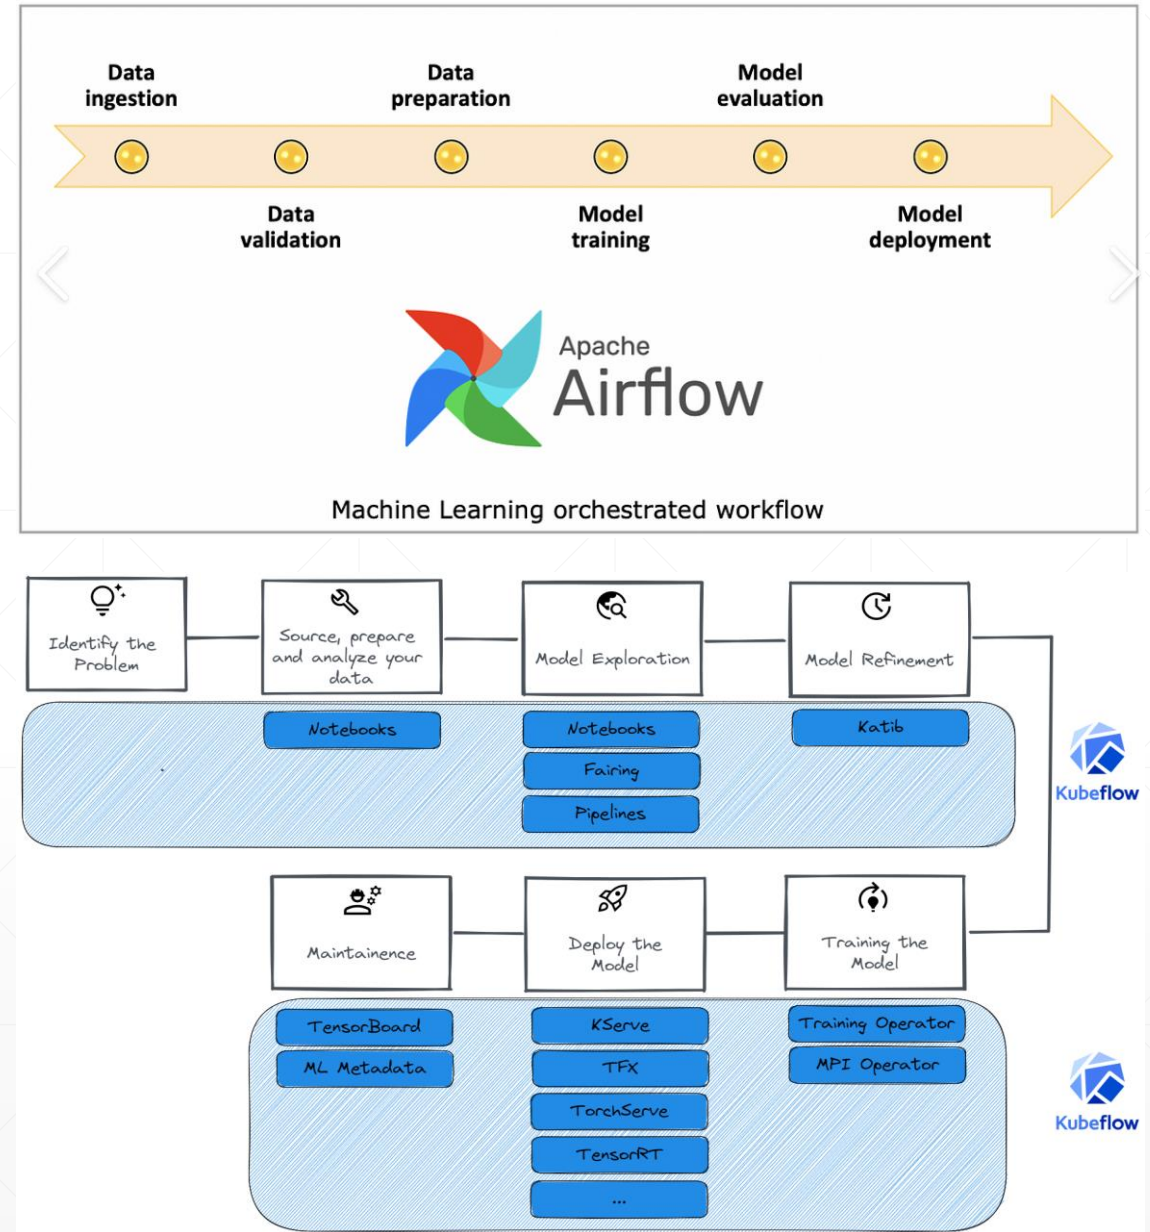 Data
ingestion
Data
preparation
Model
evaluation
Data
validation
Model
training
Model
deployment
Apache
Airflow
Machine Learning orchestrated workflow
Identify the
Problem
Source, prepare
and analyze your
data
Model Exploration
Model Refinement
Notebooks
Notebooks
Fairing
Pipelines
Katib
Kubeflow
Maintainence
Deploy the
Model
Training the
Model
TensorBoard
ML Metadata
KServe
TFX
TorchServe
TensorRT
...
Training Operator
MPI Operator
Kubeflow